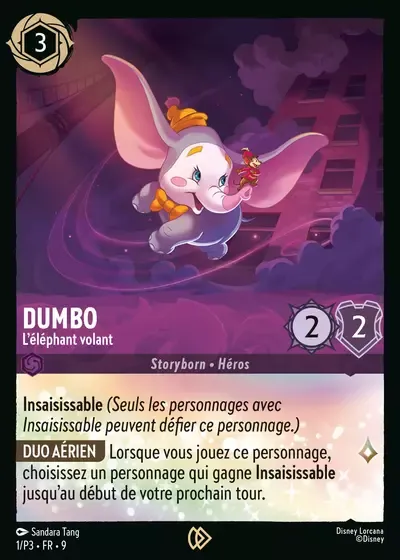 3
DUMBO
L'éléphant volant
2
2
Storyborn • Héros
Insaisissable (Seuls les personnages avec
Insaisissable peuvent défier ce personnage.)
DUO AÉRIEN Lorsque vous jouez ce personnage,
choisissez un personnage qui gagne Insaisissable
jusqu'au début de votre prochain tour.
Sandara Tang
1/P3 • FR • 9
Disney Lorcana
©Disney